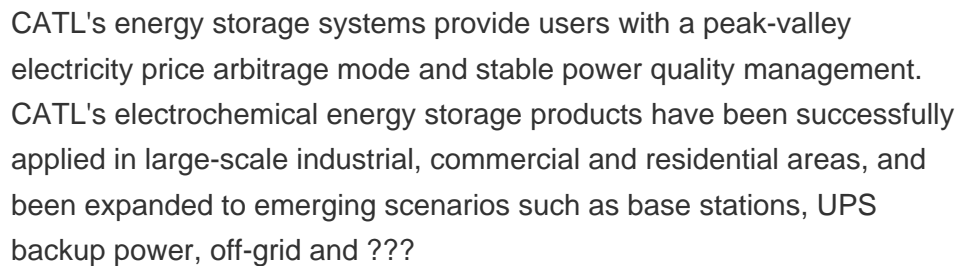 CATL's energy storage systems provide users with a peak-valley
electricity price arbitrage mode and stable power quality management.
CATL's electrochemical energy storage products have been successfully
applied in large-scale industrial, commercial and residential areas, and
been expanded to emerging scenarios such as base stations, UPS
backup power, off-grid and ???